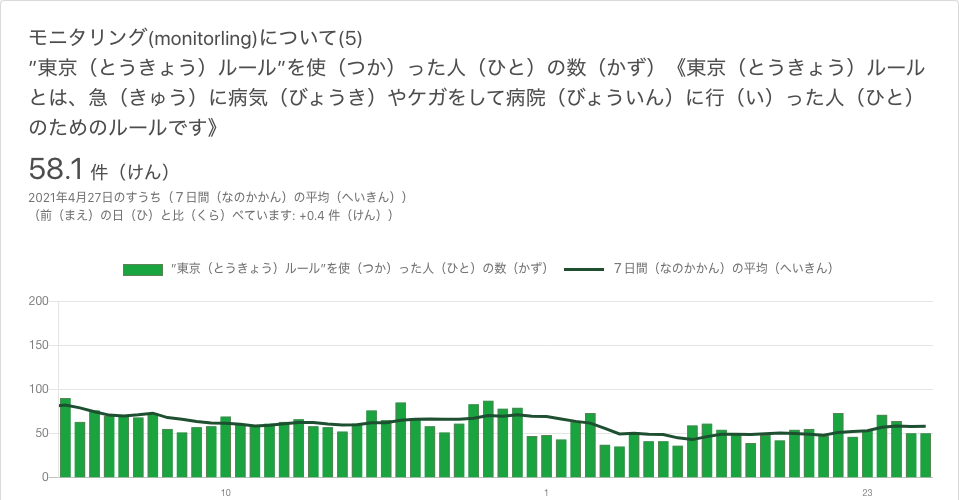 モニタリング(monitorling)について(5)
”東京（とうきょう）ルール”を使（つか）った人（ひと）の数（かず）《東京（とうきょう）ルール
とは、急（きゅう）に病気（びょうき）やケガをして病院（びょういん）に行（い）った人（ひと）
のためのルールです》
58.1 件（けん）
2021年4月27日のすうち（７日間（なのかかん）の平均（へいきん））
（前（まえ）の日（ひ）と比（くら）べています: +0.4 件（けん））
”東京（とうきょう）ルール”を使（つか）った人（ひと）の数（かず） ７日間（なのかかん）の平均（へいきん）
200
150
100
50
0
10 1 23